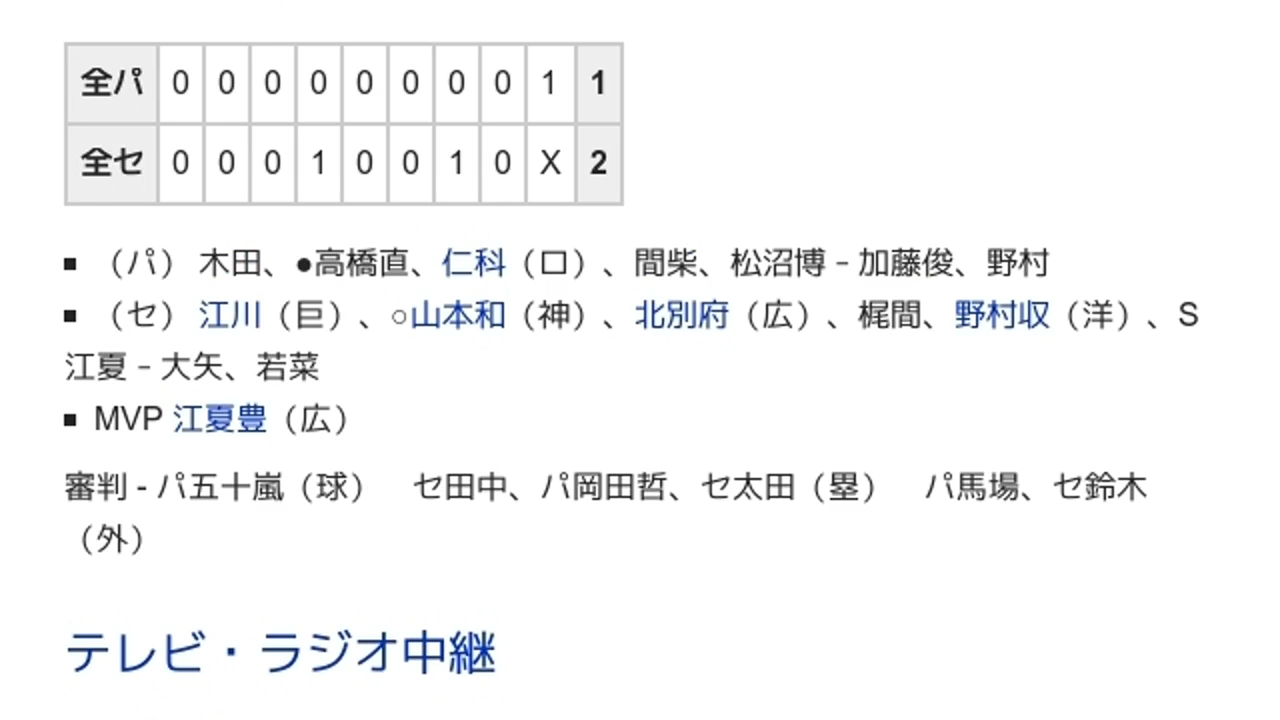 全パ 0 0 0 0 0 0 0 0 1 1
全セ 0 0 0 1 0 0 1 0 X 2
▪ （パ） 木田、●高橋直、仁科（ロ）、間柴、松沼博 - 加藤俊、野村
▪ （セ） 江川（巨）、○山本和（神）、北別府（広）、梶間、野村収（洋）、S
江夏 - 大矢、若菜
▪ MVP 江夏豊（広）
審判 - パ五十嵐（球）　セ田中、パ岡田哲、セ太田（塁）　パ馬場、セ鈴木
（外）
テレビ・ラジオ中継